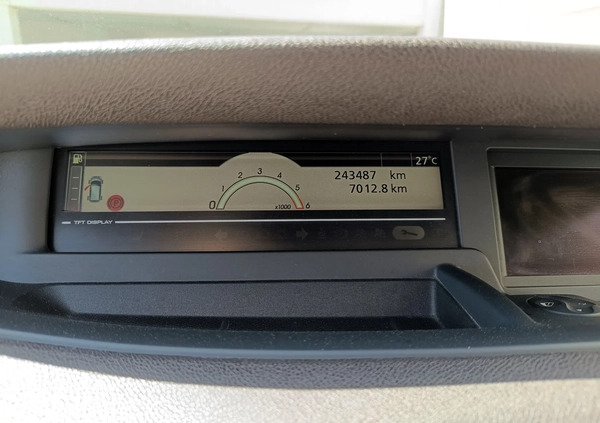 27°C
243487 km
7012.8 km
0 1 2 3 4 5 6
x1000
P
TFT DISPLAY